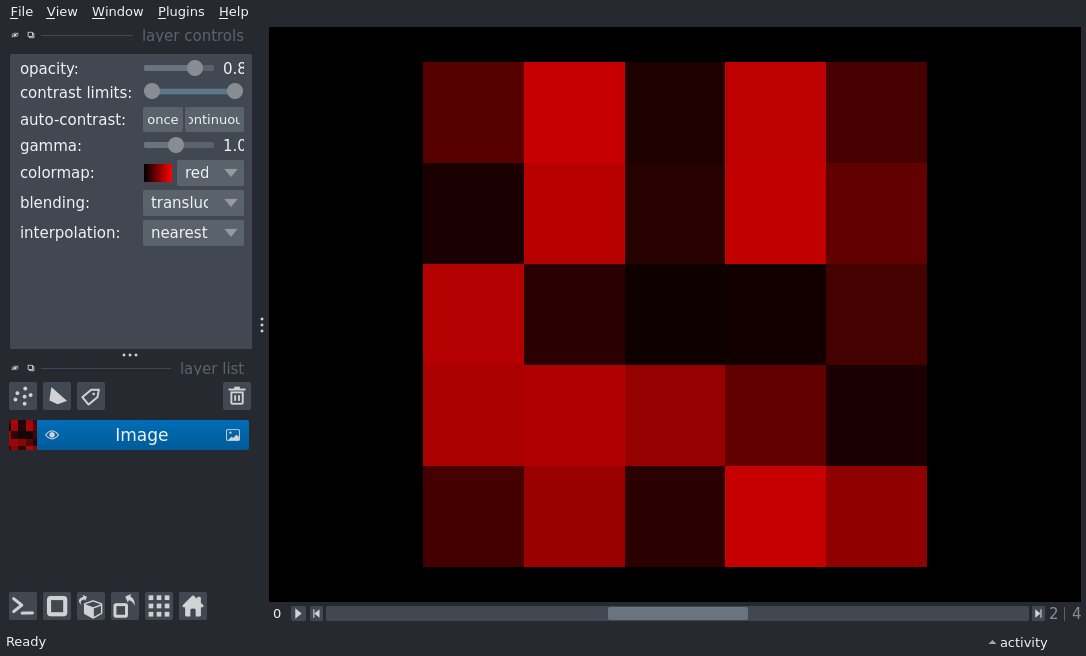 File View Window Plugins Help
layer controls
opacity: 0.8
contrast limits:
auto-contrast: once ontinuou
gamma: 1.0
colormap: red
blending: transluc
interpolation: nearest
layer list
Image
0 2 | 4
Ready
activity